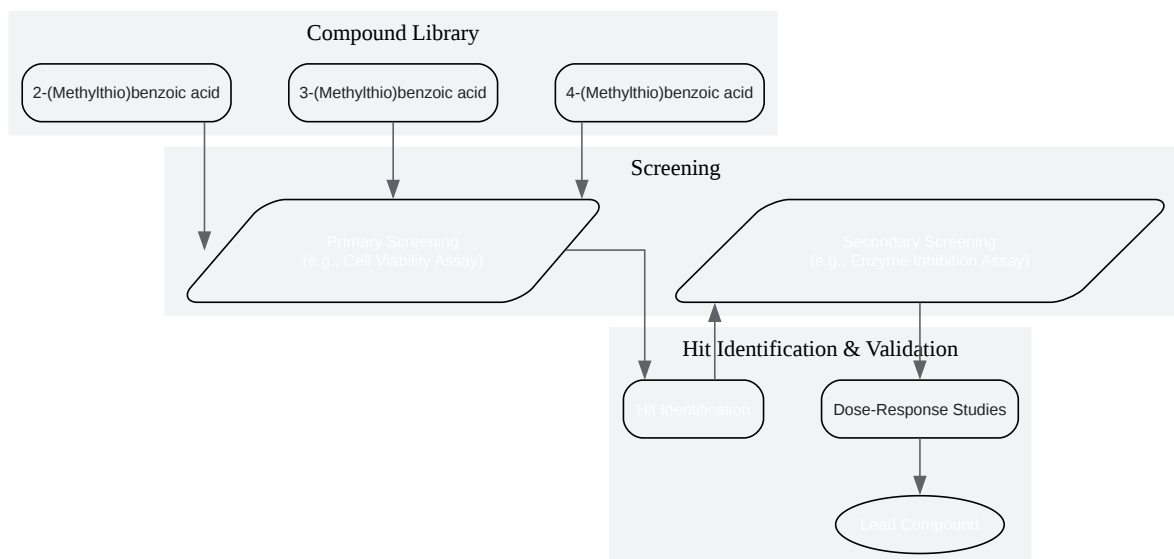 Compound Library
2-(Methylthio)benzoic acid
3-(Methylthio)benzoic acid
4-(Methylthio)benzoic acid
Screening
Primary Screening
(e.g., Cell Viability Assay)
Secondary Screening
(e.g., Enzyme Inhibition Assay)
Hit Identification & Validation
Hit Identification
Dose-Response Studies
Lead Compound